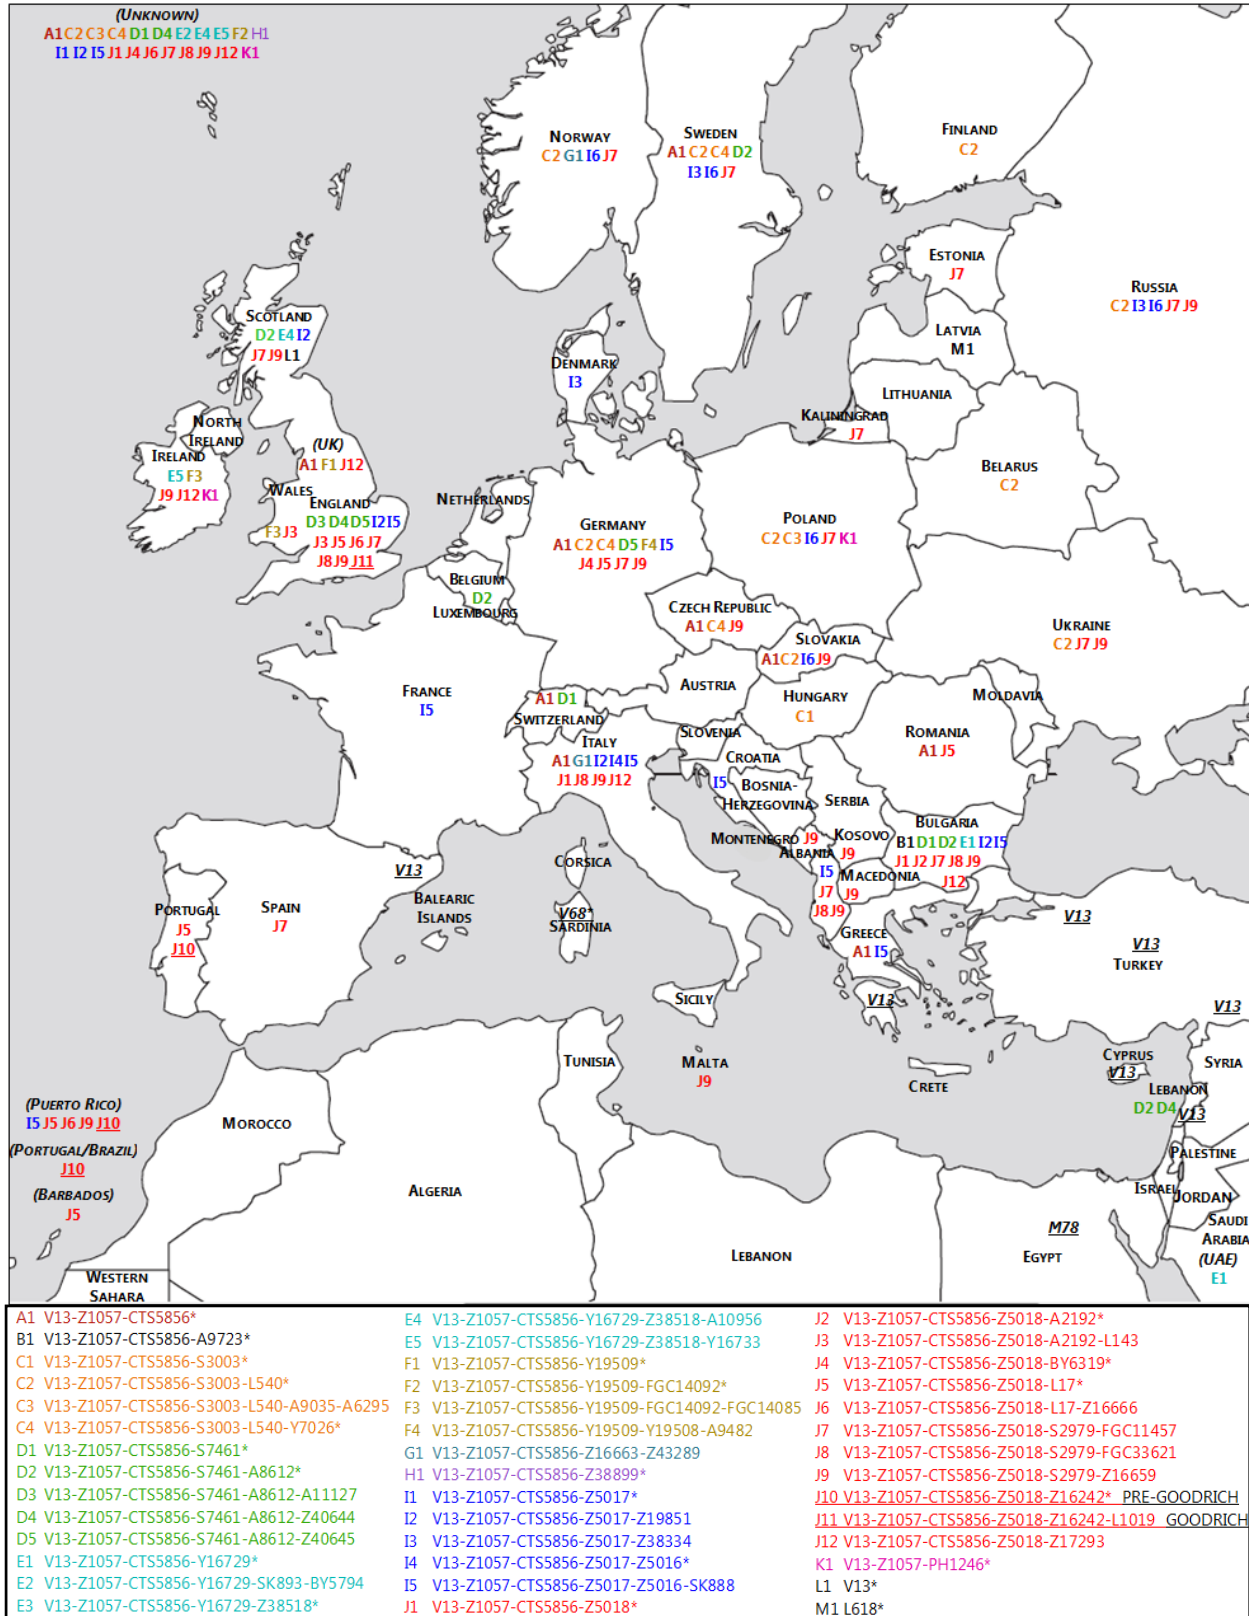 (UNKNOWN)
A1 C2 C3 C4 D1 D4 E2 E4 E5 F2 H1
I1 I2 I5 J1 J4 J6 J7 J8 J9 J12 K1
NORWAY
C2 G1 I6 J7
SWEDEN
A1 C2 C4 D2
I3 I6 J7
FINLAND
C2
ESTONIA
J7
RUSSIA
C2 I3 I6 J7 J9
LATVIA
M1
LITHUANIA
KALININGRAD
J7
BELARUS
C2
SCOTLAND
D2 E4 I2
J7 J9 L1
DENMARK
I3
NORTH
IRELAND
IRELAND
E5 F3
J9 J12 K1
(UK)
A1 F1 J12
WALES
F3 J3
ENGLAND
D3 D4 D5 I2 I5
J3 J5 J6 J7
J8 J9 J11
NETHERLANDS
GERMANY
A1 C2 C4 D5 F4 I5
J4 J5 J7 J9
POLAND
C2 C3 I6 J7 K1
BELGIUM
D2
LUXEMBOURG
CZECH REPUBLIC
A1 C4 J9
SLOVAKIA
A1 C2 I6 J9
UKRAINE
C2 J7 J9
FRANCE
I5
A1 D1
SWITZERLAND
AUSTRIA
HUNGARY
C1
MOLDAVIA
ROMANIA
A1 J5
ITALY
A1 G1 I2 I4 I5
J1 J8 J9 J12
SLOVENIA
CROATIA
I5
BOSNIA-
HERZEGOVINA
SERBIA
MONTENEGRO J9
KOSOVO
J9
BULGARIA
B1 D1 D2 E1 I2 I5
J1 J2 J7 J8 J9
J12
ALBANIA
I5
J7
J8 J9
MACEDONIA
J9
GREECE
A1 I5
V13
CORSICA
V68*
SARDINIA
V13
BALEARIC
ISLANDS
PORTUGAL
J5
J10
SPAIN
J7
V13
V13
TURKEY
V13
SICILY
MALTA
J9
CRETE
CYPRUS
V13
SYRIA
LEBANON
D2 D4
V13
PALESTINE
ISRAEL
JORDAN
SAUDI
ARABIA
(UAE)
E1
TUNISIA
MOROCCO
ALGERIA
LEBANON
M78
EGYPT
WESTERN
SAHARA
(PUERTO RICO)
I5 J5 J6 J9 J10
(PORTUGAL/BRAZIL)
J10
(BARBADOS)
J5
A1 V13-Z1057-CTS5856*
B1 V13-Z1057-CTS5856-A9723*
C1 V13-Z1057-CTS5856-S3003*
C2 V13-Z1057-CTS5856-S3003-L540*
C3 V13-Z1057-CTS5856-S3003-L540-A9035-A6295
C4 V13-Z1057-CTS5856-S3003-L540-Y7026*
D1 V13-Z1057-CTS5856-S7461*
D2 V13-Z1057-CTS5856-S7461-A8612*
D3 V13-Z1057-CTS5856-S7461-A8612-A11127
D4 V13-Z1057-CTS5856-S7461-A8612-Z40644
D5 V13-Z1057-CTS5856-S7461-A8612-Z40645
E1 V13-Z1057-CTS5856-Y16729*
E2 V13-Z1057-CTS5856-Y16729-SK893-BY5794
E3 V13-Z1057-CTS5856-Y16729-Z38518*
E4 V13-Z1057-CTS5856-Y16729-Z38518-A10956
E5 V13-Z1057-CTS5856-Y16729-Z38518-Y16733
F1 V13-Z1057-CTS5856-Y19509*
F2 V13-Z1057-CTS5856-Y19509-FGC14092*
F3 V13-Z1057-CTS5856-Y19509-FGC14092-FGC14085
F4 V13-Z1057-CTS5856-Y19509-Y19508-A9482
G1 V13-Z1057-CTS5856-Z16663-Z43289
H1 V13-Z1057-CTS5856-Z38899*
I1 V13-Z1057-CTS5856-Z5017*
I2 V13-Z1057-CTS5856-Z5017-Z19851
I3 V13-Z1057-CTS5856-Z5017-Z38334
I4 V13-Z1057-CTS5856-Z5017-Z5016*
I5 V13-Z1057-CTS5856-Z5017-Z5016-SK888
J1 V13-Z1057-CTS5856-Z5018*
J2 V13-Z1057-CTS5856-Z5018-A2192*
J3 V13-Z1057-CTS5856-Z5018-A2192-L143
J4 V13-Z1057-CTS5856-Z5018-BY6319*
J5 V13-Z1057-CTS5856-Z5018-L17*
J6 V13-Z1057-CTS5856-Z5018-L17-Z16666
J7 V13-Z1057-CTS5856-Z5018-S2979-FGC11457
J8 V13-Z1057-CTS5856-Z5018-S2979-FGC33621
J9 V13-Z1057-CTS5856-Z5018-S2979-Z16659
J10 V13-Z1057-CTS5856-Z5018-Z16242* PRE-GOODRICH
J11 V13-Z1057-CTS5856-Z5018-Z16242-L1019 GOODRICH
J12 V13-Z1057-CTS5856-Z5018-Z17293
K1 V13-Z1057-PH1246*
L1 V13*
M1 L618*